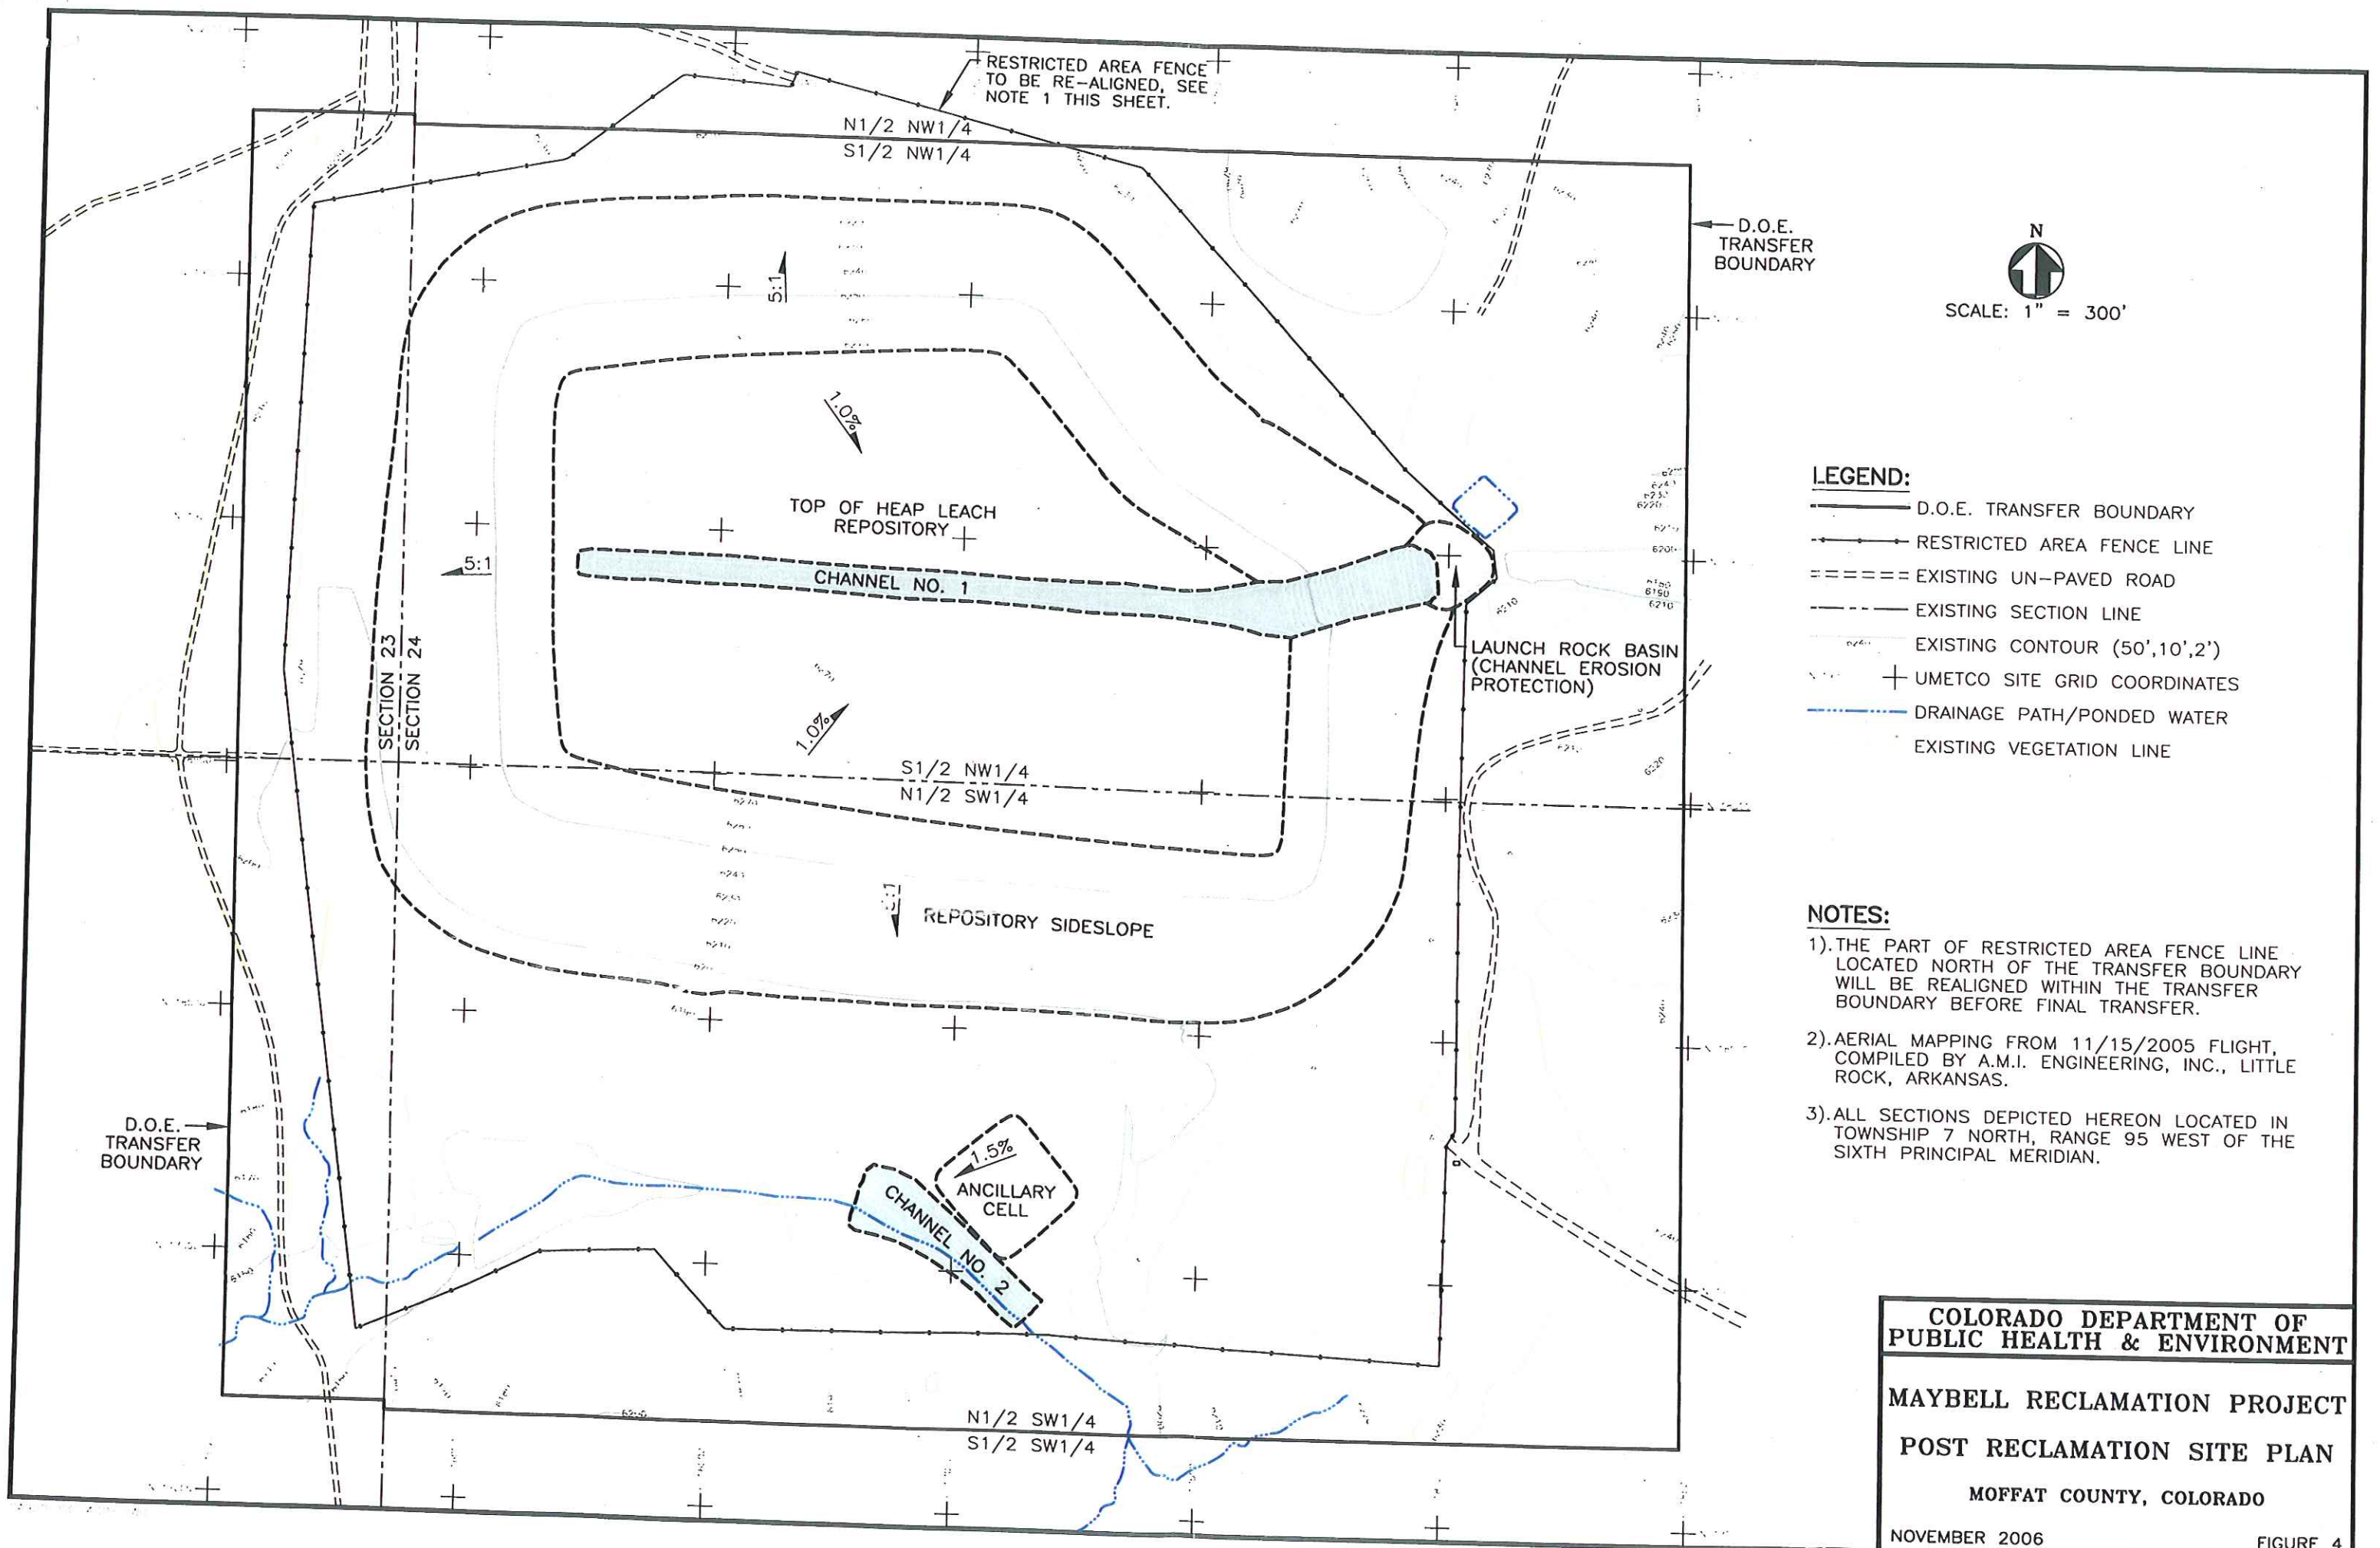 RESTRICTED AREA FENCE
TO BE RE-ALIGNED, SEE
NOTE 1 THIS SHEET.
N1/2 NW1/4
S1/2 NW1/4
D.O.E.
TRANSFER
BOUNDARY
N
SCALE: 1" = 300'
5:1
1.0%
TOP OF HEAP LEACH
REPOSITORY
5:1
CHANNEL NO. 1
SECTION 23
SECTION 24
LAUNCH ROCK BASIN
(CHANNEL EROSION
PROTECTION)
6220
6200
6190
6210
6210
6270
1.0%
S1/2 NW1/4
N1/2 SW1/4
6220
REPOSITORY SIDESLOPE
D.O.E.
TRANSFER
BOUNDARY
1.5%
ANCILLARY
CELL
CHANNEL NO. 2
N1/2 SW1/4
S1/2 SW1/4
LEGEND:
D.O.E. TRANSFER BOUNDARY
RESTRICTED AREA FENCE LINE
EXISTING UN-PAVED ROAD
EXISTING SECTION LINE
EXISTING CONTOUR (50',10',2')
UMETCO SITE GRID COORDINATES
DRAINAGE PATH/PONDED WATER
EXISTING VEGETATION LINE
NOTES:
1). THE PART OF RESTRICTED AREA FENCE LINE
LOCATED NORTH OF THE TRANSFER BOUNDARY
WILL BE REALIGNED WITHIN THE TRANSFER
BOUNDARY BEFORE FINAL TRANSFER.
2). AERIAL MAPPING FROM 11/15/2005 FLIGHT,
COMPILED BY A.M.I. ENGINEERING, INC., LITTLE
ROCK, ARKANSAS.
3). ALL SECTIONS DEPICTED HEREON LOCATED IN
TOWNSHIP 7 NORTH, RANGE 95 WEST OF THE
SIXTH PRINCIPAL MERIDIAN.
COLORADO DEPARTMENT OF
PUBLIC HEALTH & ENVIRONMENT
MAYBELL RECLAMATION PROJECT
POST RECLAMATION SITE PLAN
MOFFAT COUNTY, COLORADO
NOVEMBER 2006
FIGURE 4